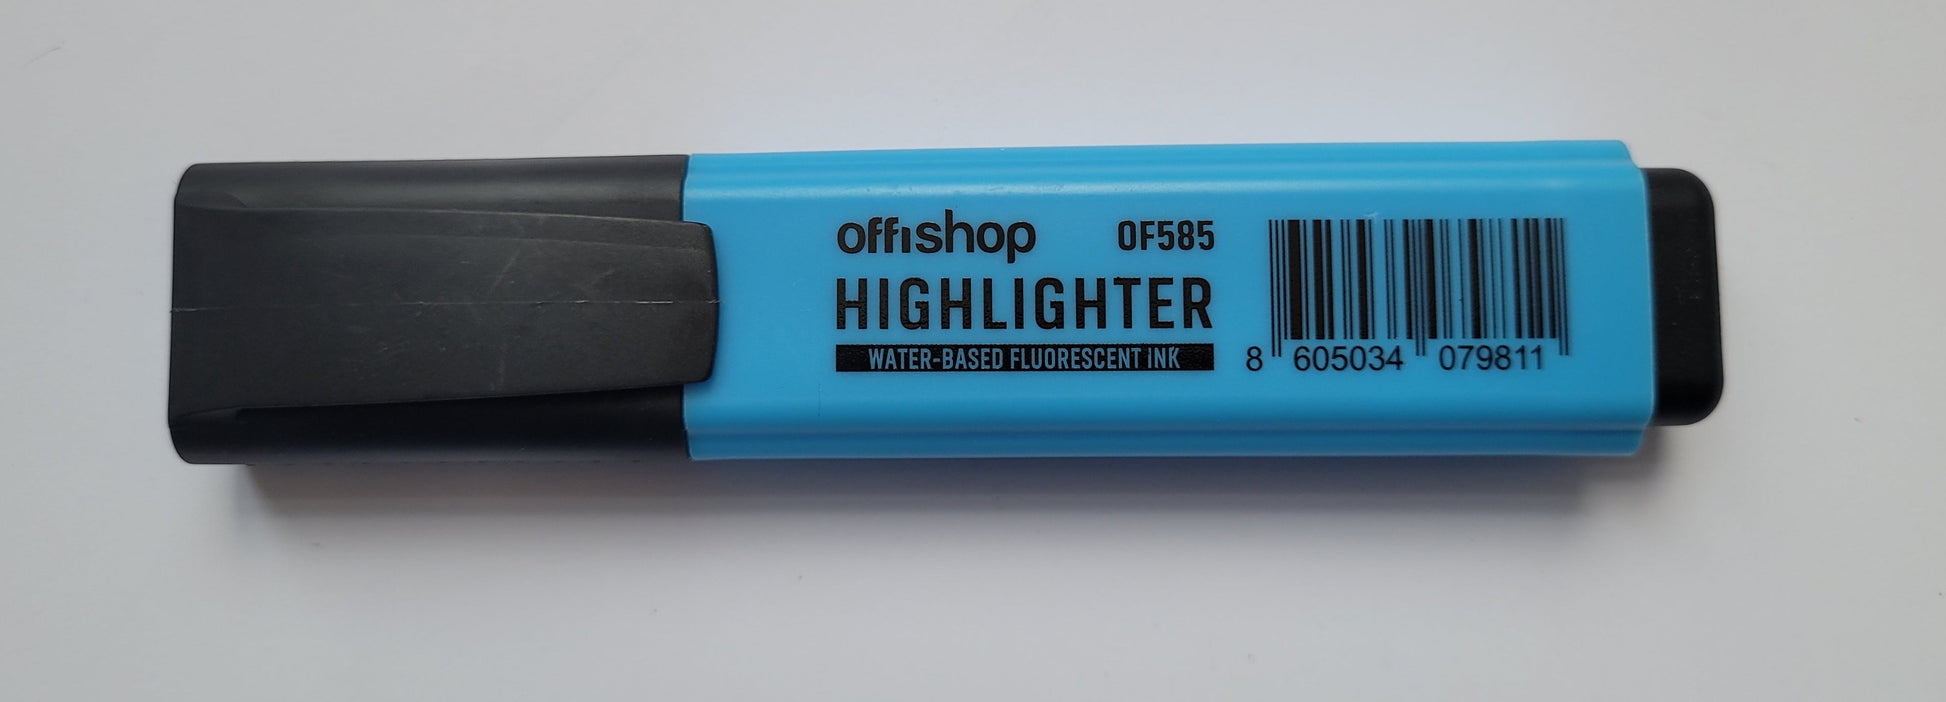 offishop OF585
HIGHLIGHTER
WATER-BASED FLUORESCENT INK
8 605034 079811